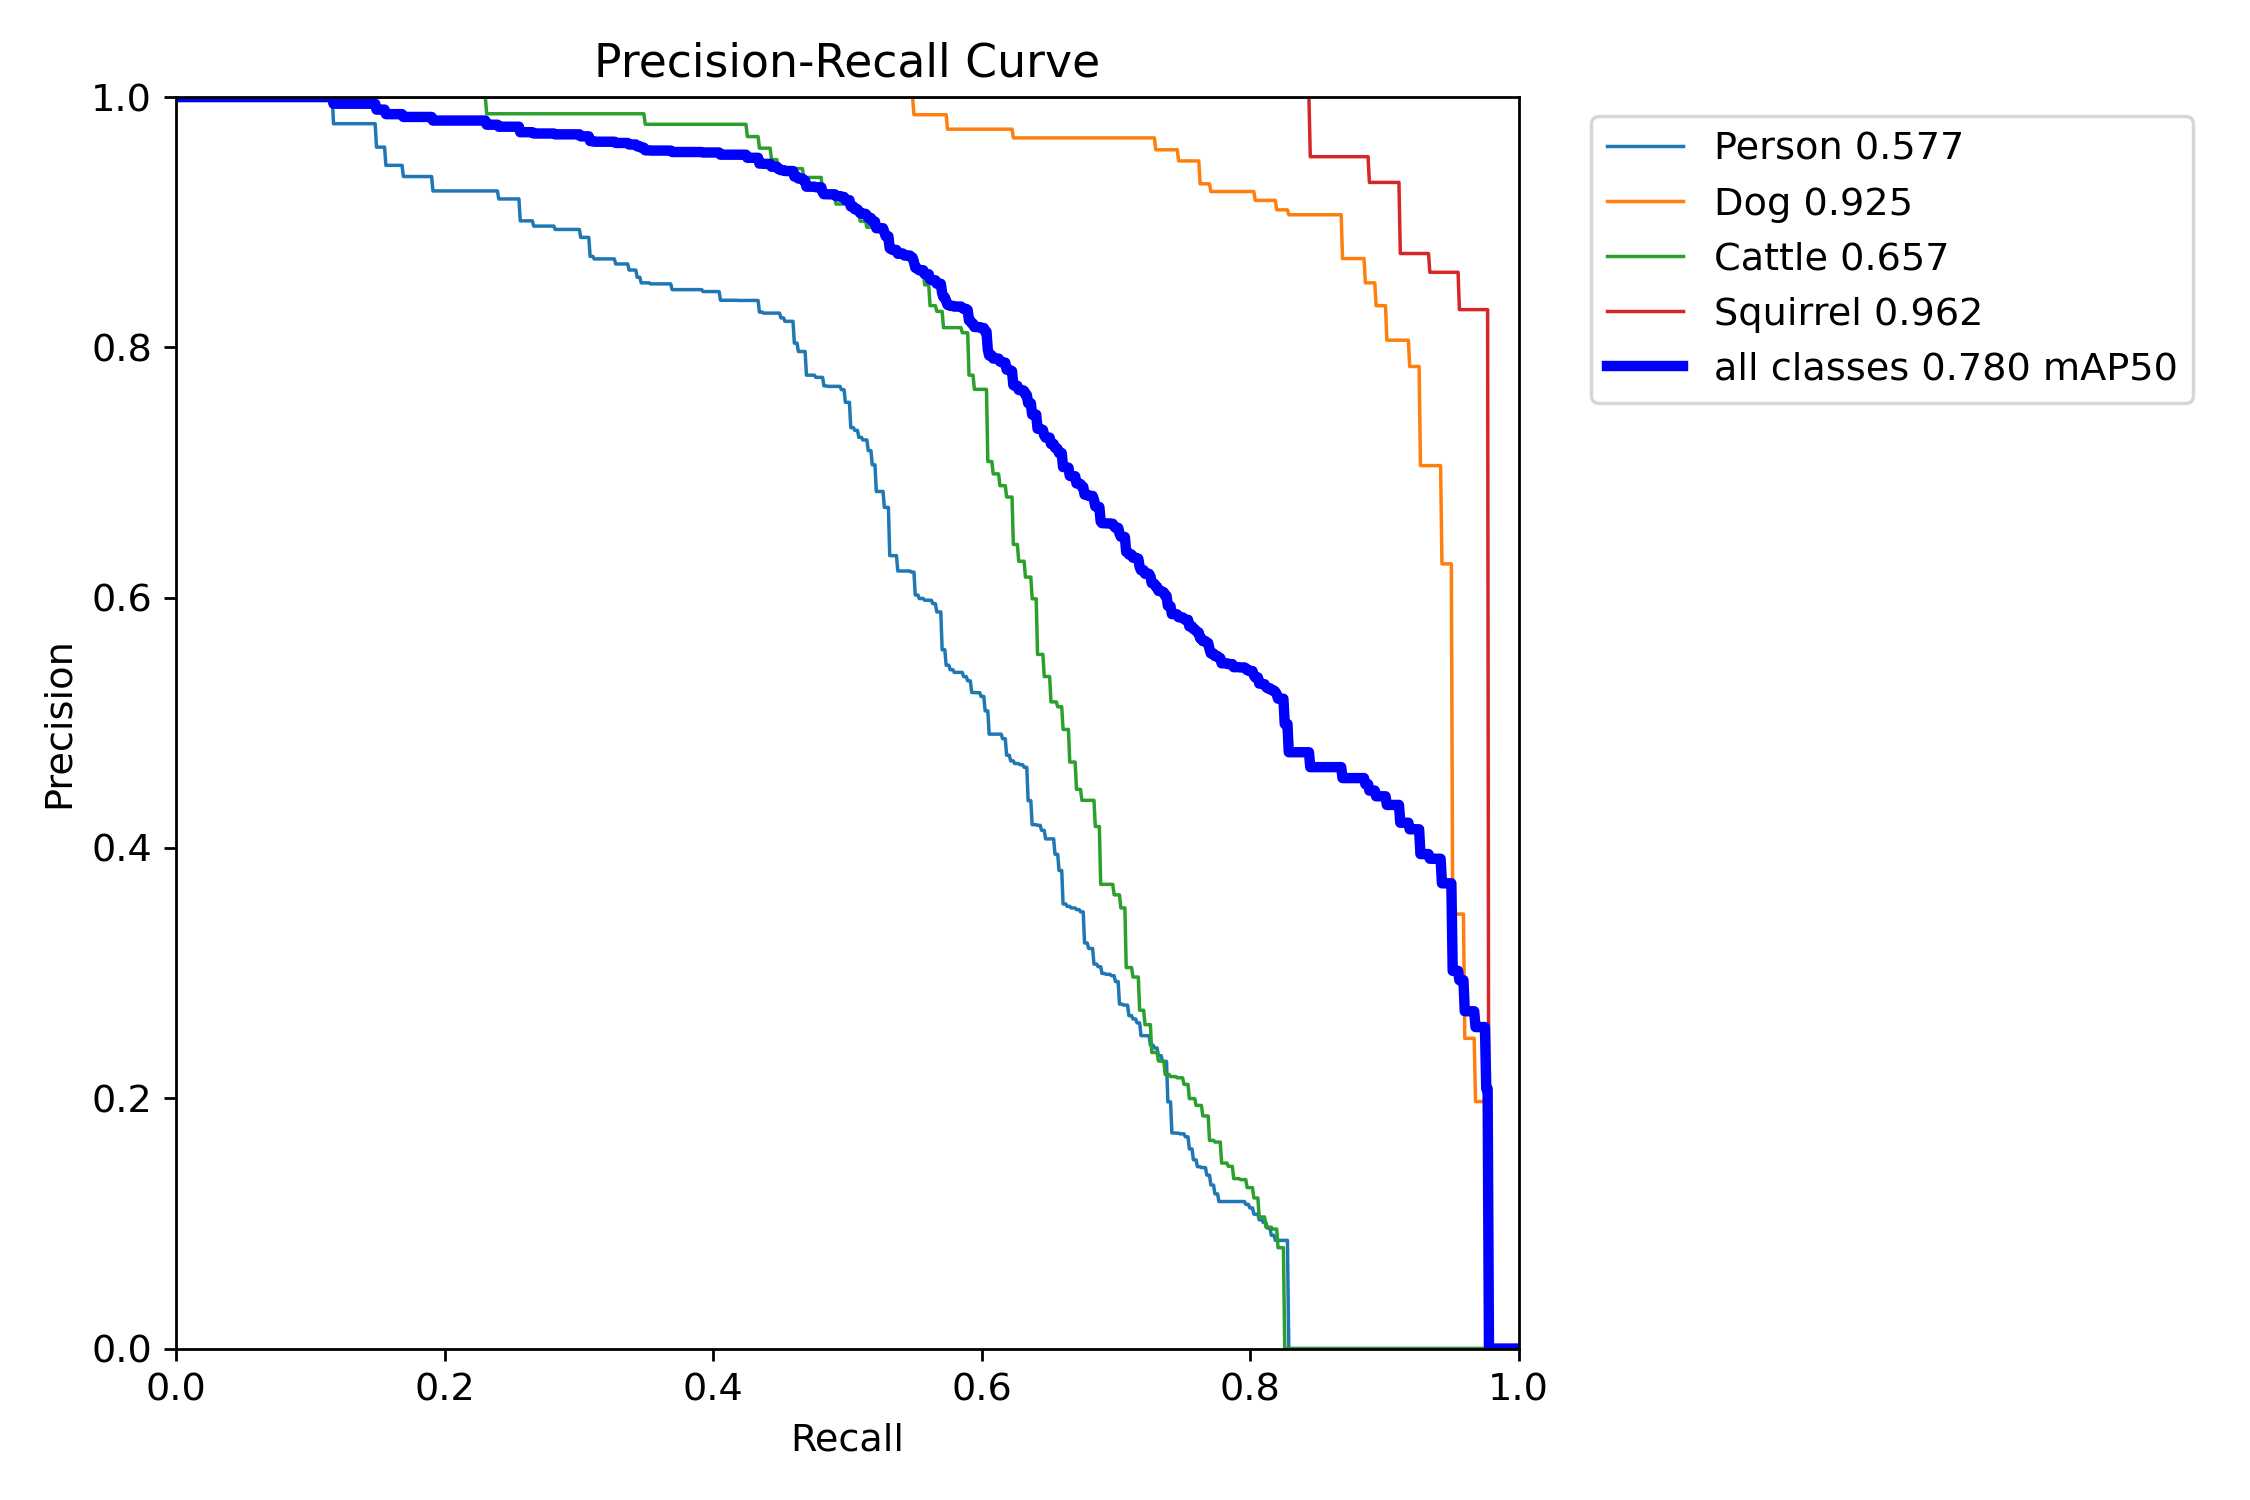 Precision-Recall Curve
1.0
0.8
0.6
0.4
0.2
0.0
Precision
0.0 0.2 0.4 0.6 0.8 1.0
Recall
Person 0.577
Dog 0.925
Cattle 0.657
Squirrel 0.962
all classes 0.780 mAP50